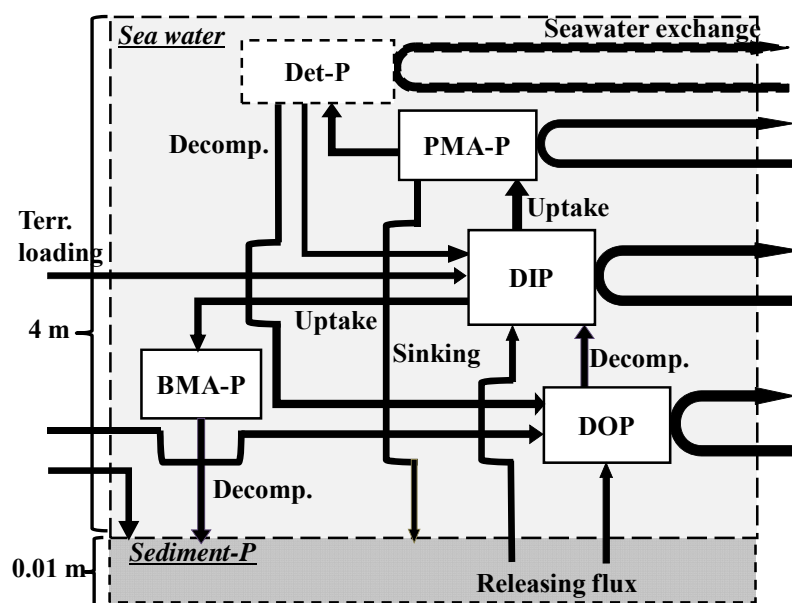 Sea water
Seawater exchange
Det-P
Decomp.
PMA-P
Uptake
Terr.
loading
DIP
Uptake
4 m
Sinking
Decomp.
BMA-P
DOP
Decomp.
Sediment-P
0.01 m
Releasing flux